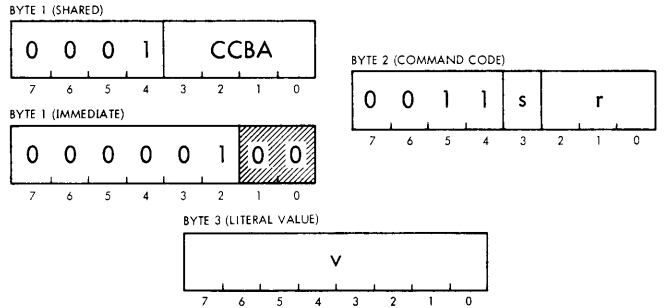 BYTE 1 (SHARED)
0 0 0 1 CCBA
7 6 5 4 3 2 1 0
BYTE 2 (COMMAND CODE)
0 0 1 1 s r
7 6 5 4 3 2 1 0
BYTE 1 (IMMEDIATE)
0 0 0 0 0 1 0 0
7 6 5 4 3 2 1 0
BYTE 3 (LITERAL VALUE)
v
7 6 5 4 3 2 1 0